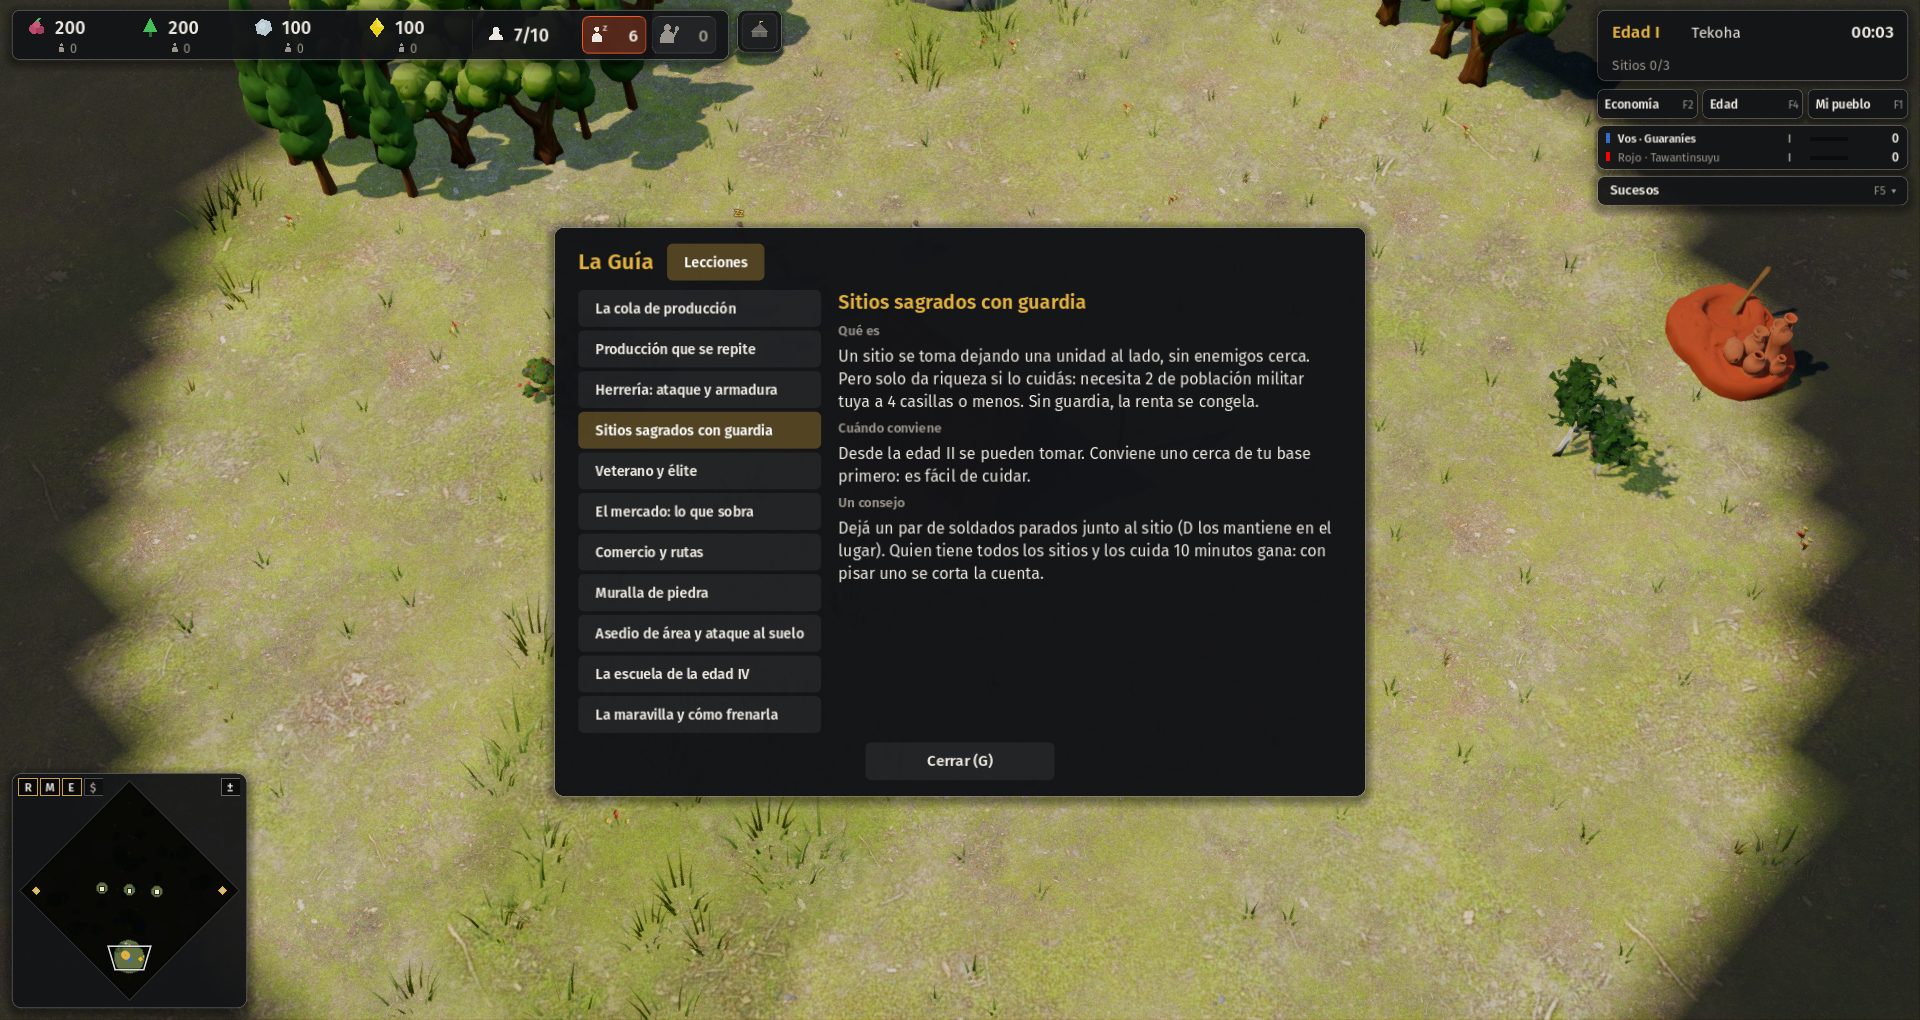 200 200 100 100 7/10 6 0
0 0 0 0
Edad I Tekoha 00:03
Sitios 0/3
Economía F2 Edad F4 Mi pueblo F1
Vos · Guaraníes I 0
Rojo · Tawantinsuyu I 0
Sucesos F5
La Guía Lecciones
La cola de producción
Producción que se repite
Herrería: ataque y armadura
Sitios sagrados con guardia
Veterano y élite
El mercado: lo que sobra
Comercio y rutas
Muralla de piedra
Asedio de área y ataque al suelo
La escuela de la edad IV
La maravilla y cómo frenarla
Sitios sagrados con guardia
Qué es
Un sitio se toma dejando una unidad al lado, sin enemigos cerca.
Pero solo da riqueza si lo cuidás: necesita 2 de población militar
tuya a 4 casillas o menos. Sin guardia, la renta se congela.
Cuándo conviene
Desde la edad II se pueden tomar. Conviene uno cerca de tu base
primero: es fácil de cuidar.
Un consejo
Dejá un par de soldados parados junto al sitio (D los mantiene en el
lugar). Quien tiene todos los sitios y los cuida 10 minutos gana: con
pisar uno se corta la cuenta.
Cerrar (G)
R M E $ ±